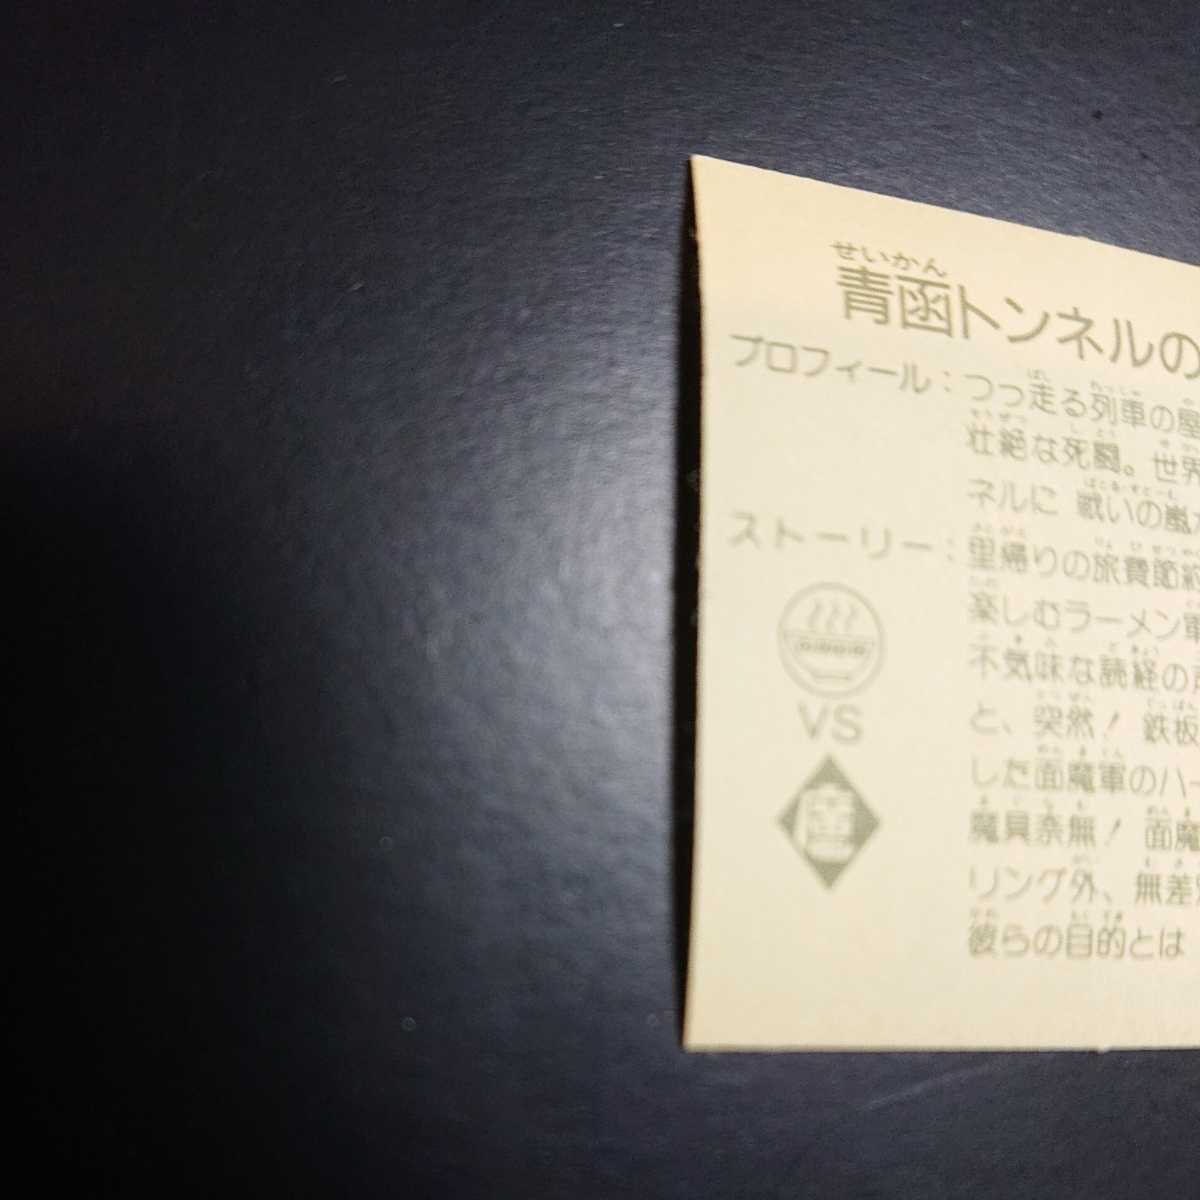 せいかん
青函トンネルの
プロフィール：つっ走る列車の屋
壮絶な死闘。世界
ネルに 戦いの嵐
ストーリー：里帰りの旅費節約
楽しむラーメン軍
不気味な読経の
と、突然！ 鉄板
した面魔軍のハー
魔具奈無！ 面魔
リング外、無差別
彼らの目的とは
VS
魔